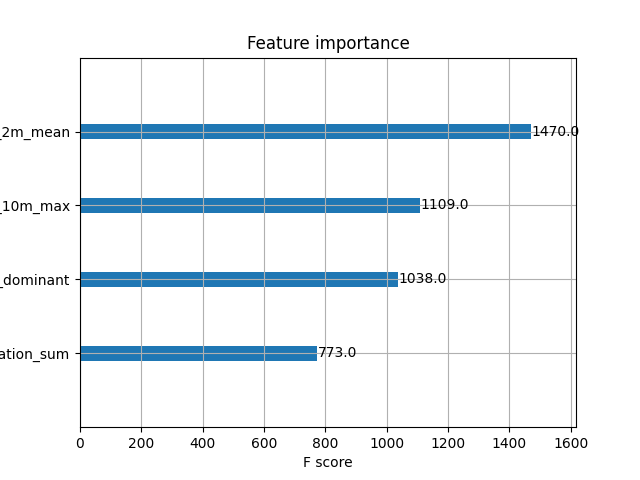 Feature importance
_2m_mean
1470.0
_10m_max
1109.0
_dominant
1038.0
ation_sum
773.0
0 200 400 600 800 1000 1200 1400 1600
F score